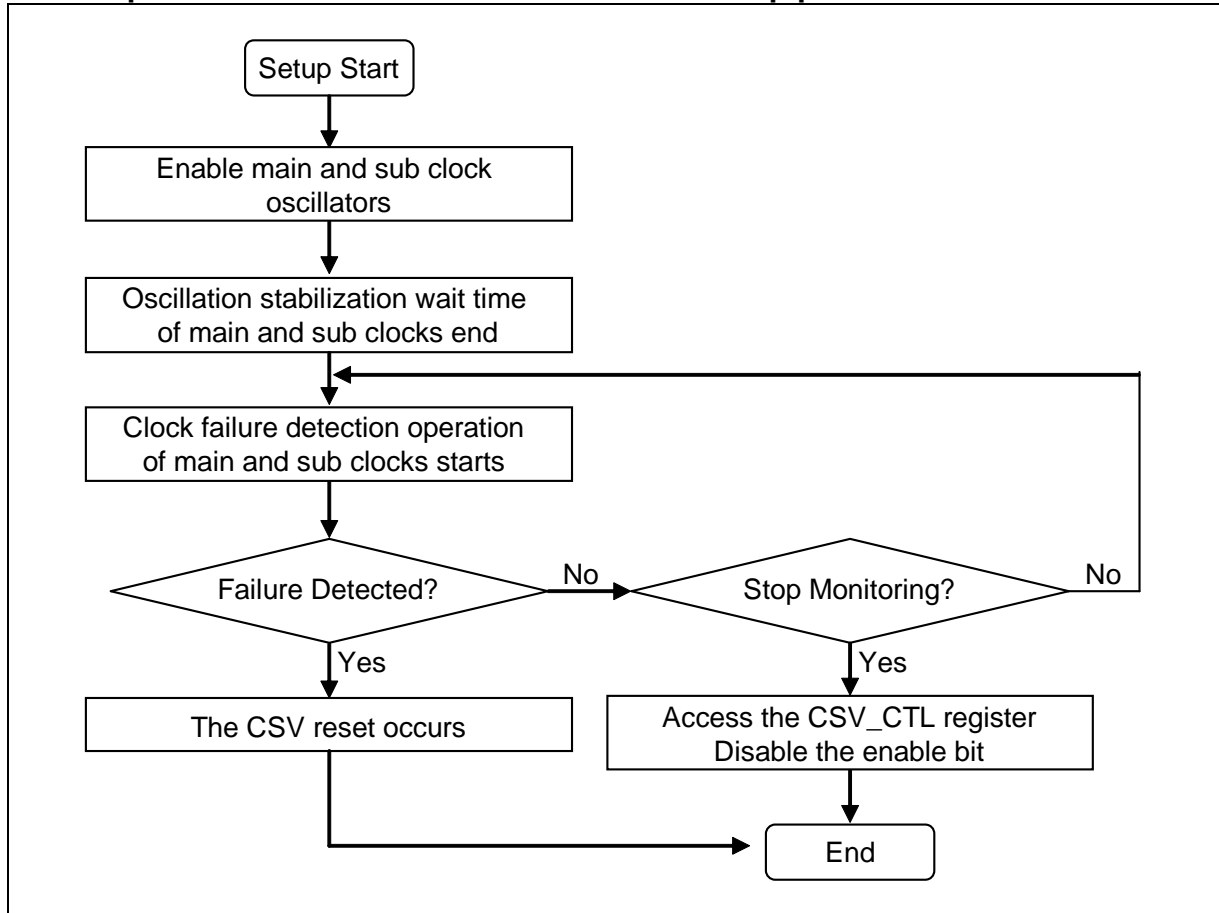 Setup Start
Enable main and sub clock
oscillators
Oscillation stabilization wait time
of main and sub clocks end
Clock failure detection operation
of main and sub clocks starts
Failure Detected?
No
Stop Monitoring?
No
Yes
Yes
The CSV reset occurs
Access the CSV_CTL register
Disable the enable bit
End